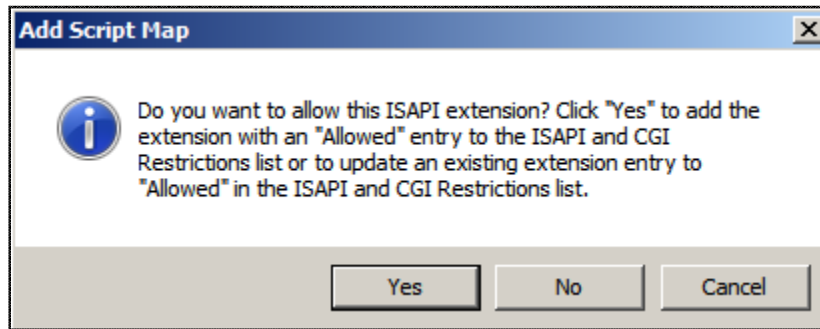 Add Script Map
Do you want to allow this ISAPI extension? Click "Yes" to add the
extension with an "Allowed" entry to the ISAPI and CGI
Restrictions list or to update an existing extension entry to
"Allowed" in the ISAPI and CGI Restrictions list.
Yes No Cancel